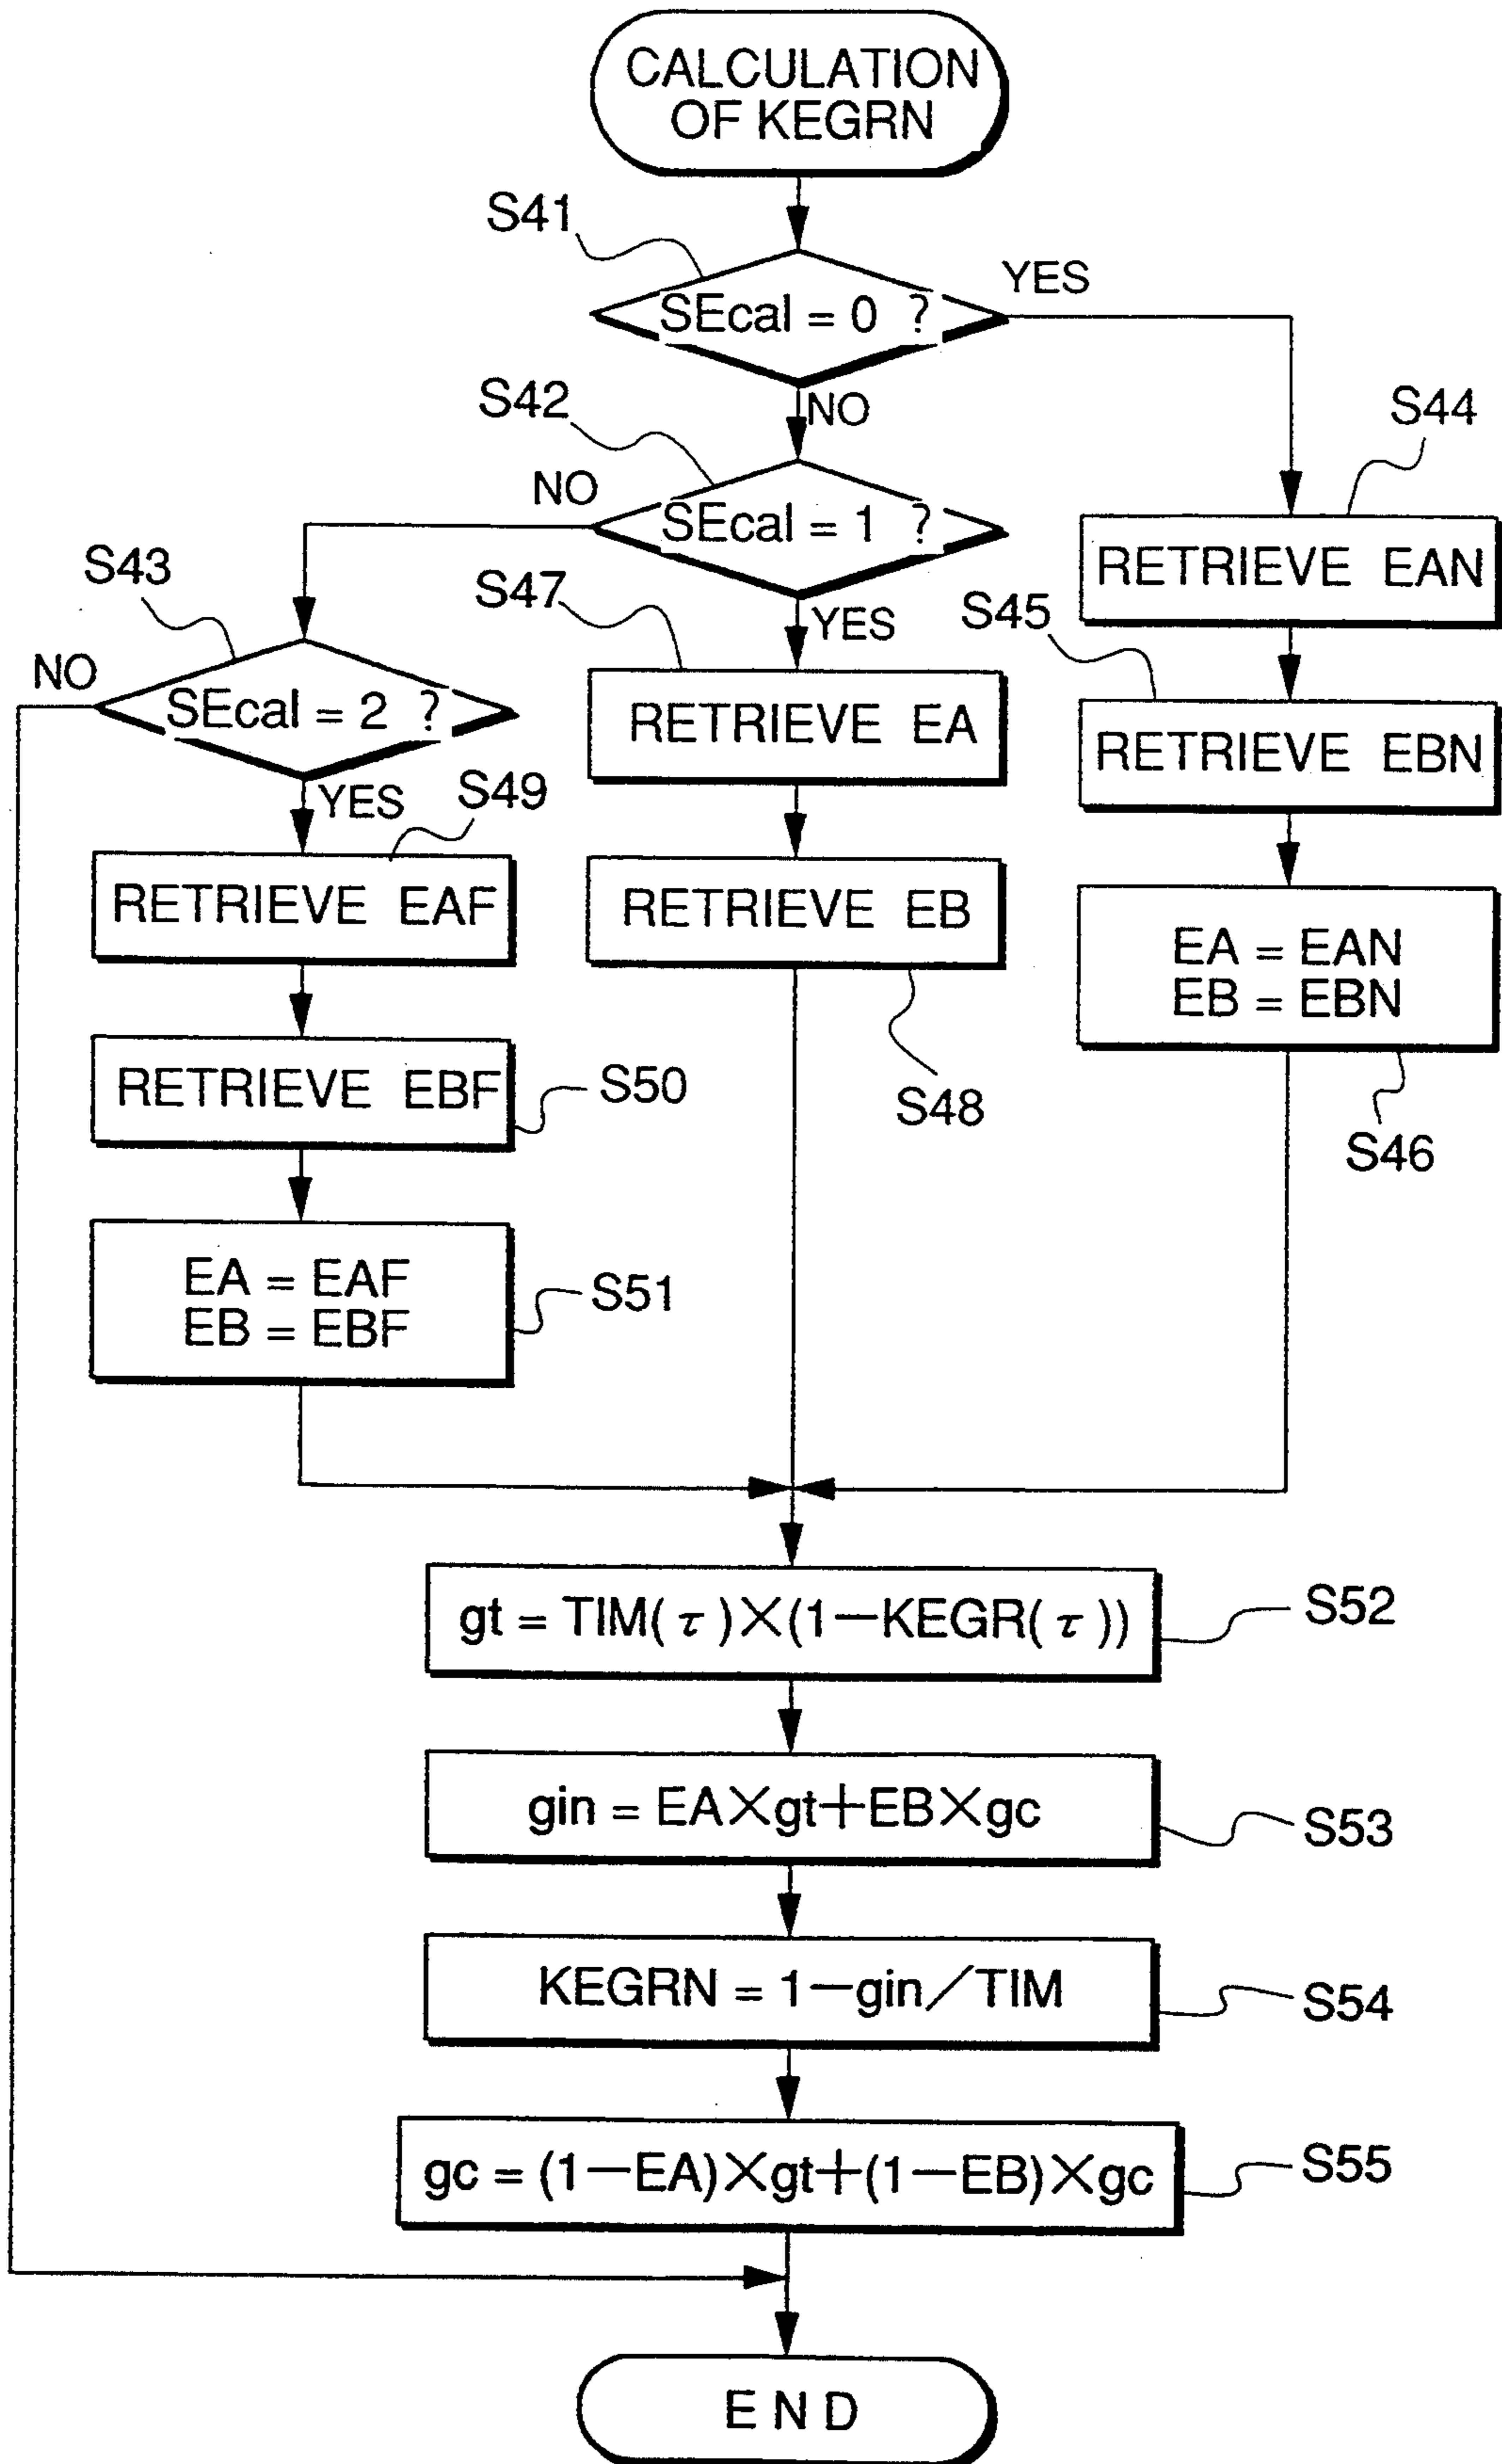 CALCULATION
OF KEGRN
S41
YES
SEcal = 0 ?
S42
NO
S44
NO
SEcal = 1 ?
S43
S47
YES
S45
RETRIEVE EAN
NO
SEcal = 2 ?
RETRIEVE EA
RETRIEVE EBN
YES
S49
RETRIEVE EAF
RETRIEVE EB
EA = EAN
EB = EBN
RETRIEVE EBF
S50
S48
S46
EA = EAF
EB = EBF
S51
gt = TIM(τ)×(1−KEGR(τ))
S52
gin = EA×gt+EB×gc
S53
KEGRN = 1−gin/TIM
S54
gc = (1−EA)×gt+(1−EB)×gc
S55
END